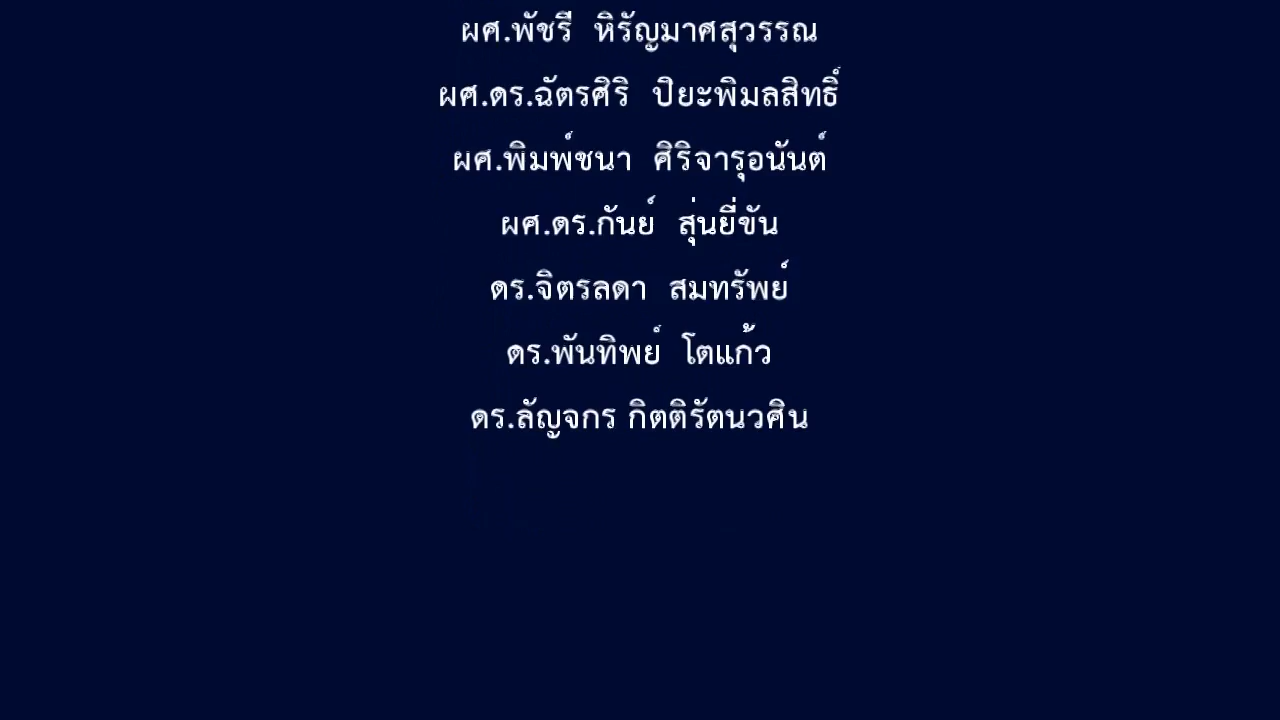 ผศ.พัชรี หิรัญมาศสุวรรณ
ผศ.ดร.ฉัตรศิริ ปิยะพิมลสิทธิ์
ผศ.พิมพ์ชนา ศิริจารุอนันต์
ผศ.ดร.กันย์ สุ่นยี่ขัน
ดร.จิตรลดา สมทรัพย์
ดร.พันทิพย์ โตแก้ว
ดร.ลัญจกร กิตติรัตนวศิน